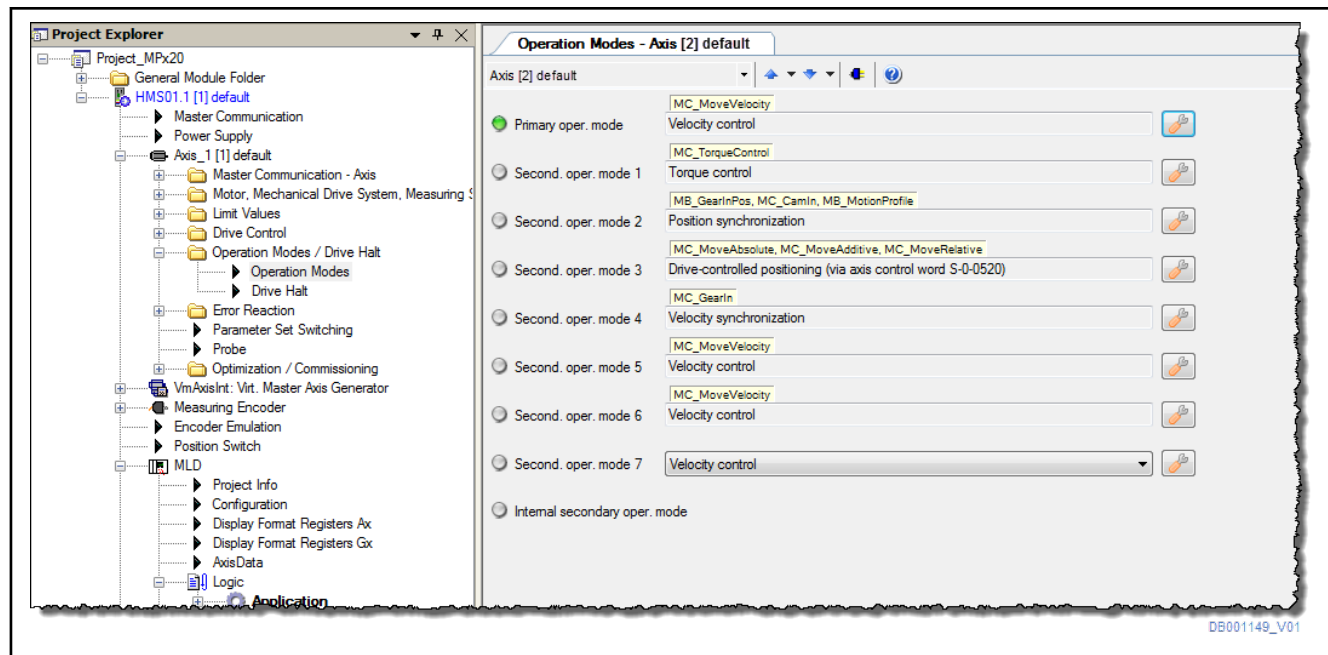 Project Explorer
Project_MPx20
General Module Folder
HMS01.1 [1] default
Master Communication
Power Supply
Axis_1 [1] default
Master Communication - Axis
Motor, Mechanical Drive System, Measuring S
Limit Values
Drive Control
Operation Modes / Drive Halt
Operation Modes
Drive Halt
Error Reaction
Parameter Set Switching
Probe
Optimization / Commissioning
VmAxisInt: Virt. Master Axis Generator
Measuring Encoder
Encoder Emulation
Position Switch
MLD
Project Info
Configuration
Display Format Registers Ax
Display Format Registers Gx
AxisData
Logic
Application
Operation Modes - Axis [2] default
Axis [2] default
MC_MoveVelocity
Primary oper. mode Velocity control
MC_TorqueControl
Second. oper. mode 1 Torque control
MB_GearInPos, MC_CamIn, MB_MotionProfile
Second. oper. mode 2 Position synchronization
MC_MoveAbsolute, MC_MoveAdditive, MC_MoveRelative
Second. oper. mode 3 Drive-controlled positioning (via axis control word S-0-0520)
MC_GearIn
Second. oper. mode 4 Velocity synchronization
MC_MoveVelocity
Second. oper. mode 5 Velocity control
MC_MoveVelocity
Second. oper. mode 6 Velocity control
Second. oper. mode 7 Velocity control
Internal secondary oper. mode
DB001149_V01